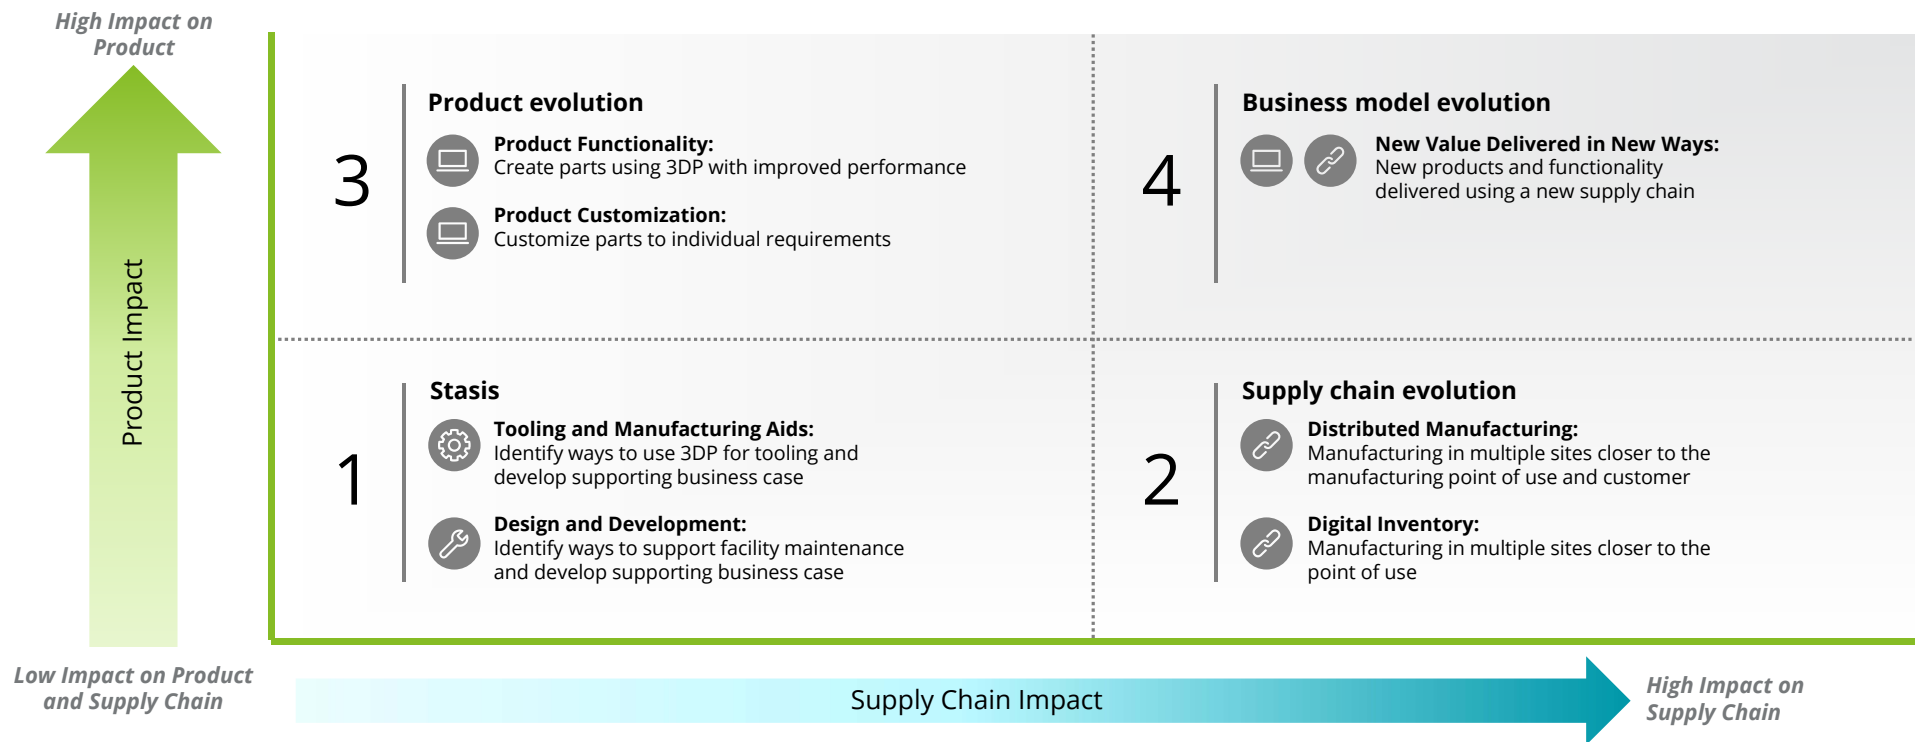 High Impact on
Product
Product Impact
Low Impact on Product
and Supply Chain
3
Product evolution
Product Functionality:
Create parts using 3DP with improved performance
Product Customization:
Customize parts to individual requirements
4
Business model evolution
New Value Delivered in New Ways:
New products and functionality
delivered using a new supply chain
1
Stasis
Tooling and Manufacturing Aids:
Identify ways to use 3DP for tooling and
develop supporting business case
Design and Development:
Identify ways to support facility maintenance
and develop supporting business case
2
Supply chain evolution
Distributed Manufacturing:
Manufacturing in multiple sites closer to the
manufacturing point of use and customer
Digital Inventory:
Manufacturing in multiple sites closer to the
point of use
Supply Chain Impact
High Impact on
Supply Chain